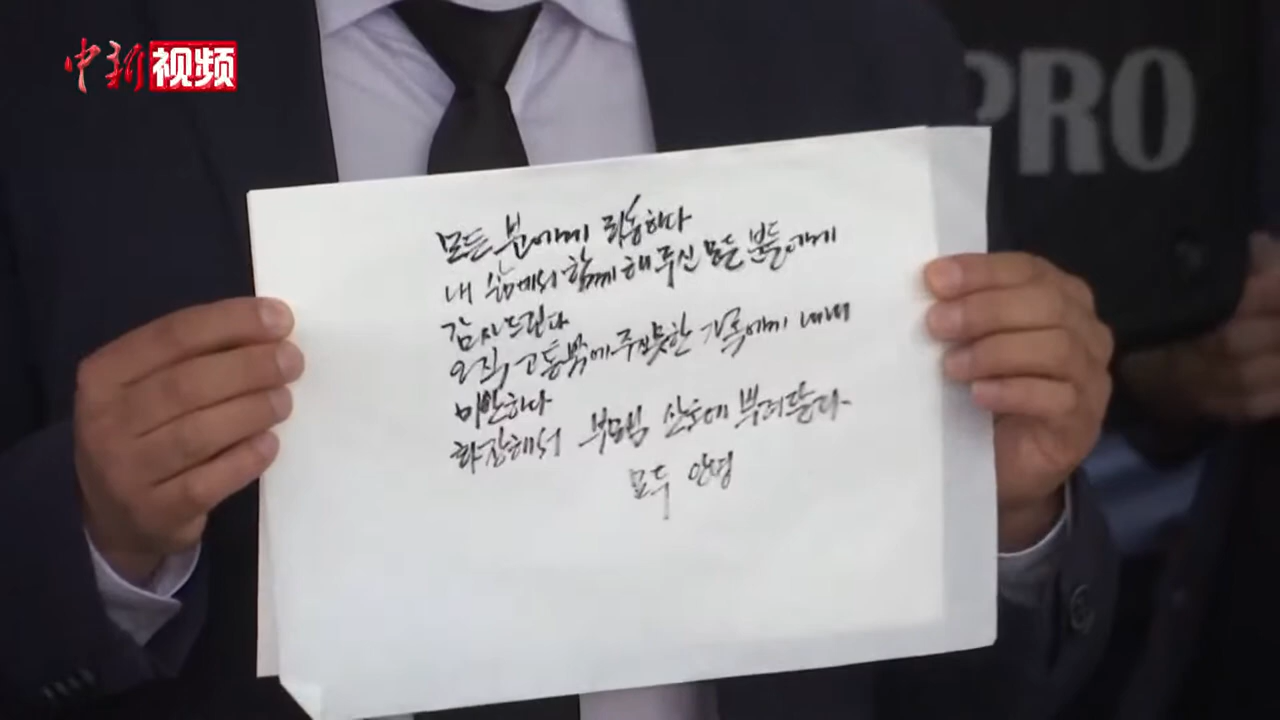 中新视频
PRO
모든 분에게 죄송하다
내 삶에서 함께 해 주신 모든 분들에게
감사드린다
오직 고통밖에 주지 못한 가족에게 내내
미안하다
화장해서 부모님 산소에 뿌려달라
모두 안녕